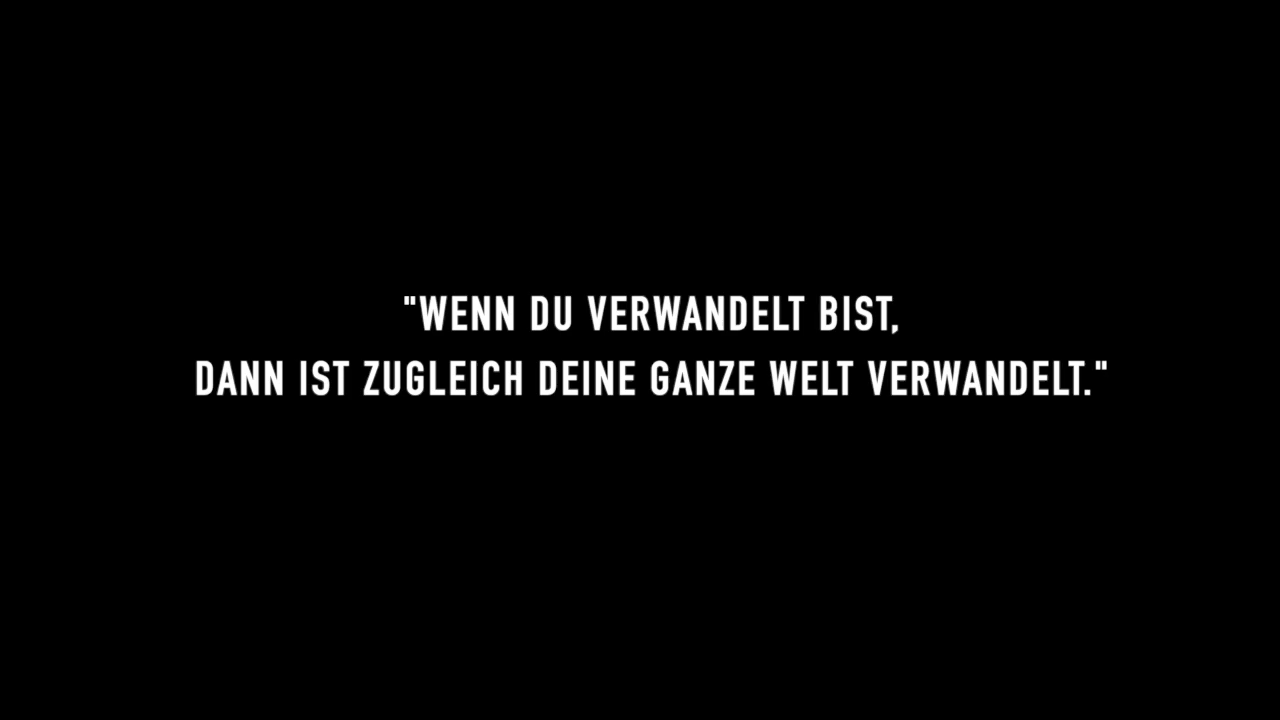 "WENN DU VERWANDELT BIST,
DANN IST ZUGLEICH DEINE GANZE WELT VERWANDELT."